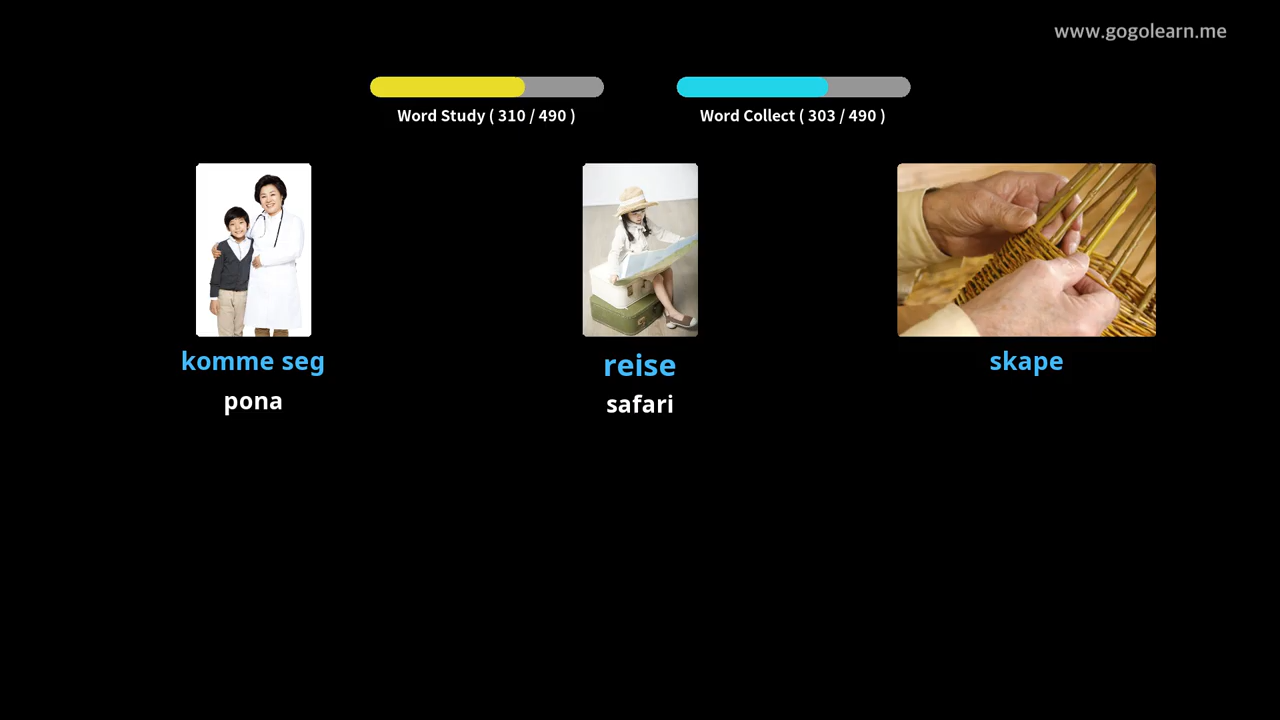 www.gogolearn.me
Word Study ( 310 / 490 )
Word Collect ( 303 / 490 )
komme seg
pona
reise
safari
skape